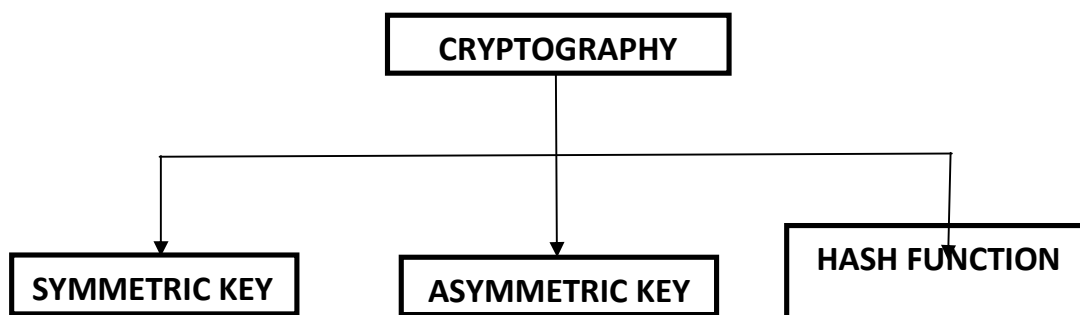 CRYPTOGRAPHY
SYMMETRIC KEY
ASYMMETRIC KEY
HASH FUNCTION